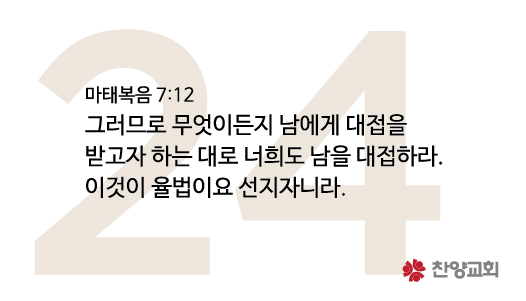 24
마태복음 7:12
그러므로 무엇이든지 남에게 대접을
받고자 하는 대로 너희도 남을 대접하라.
이것이 율법이요 선지자니라.
찬양교회